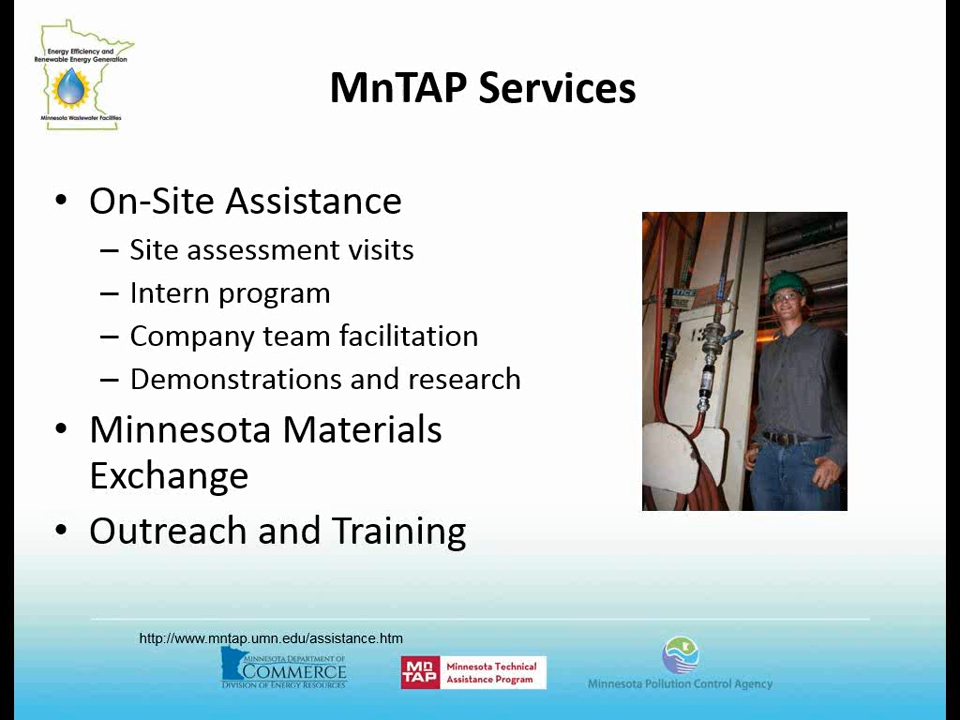 Energy Efficiency and
Renewable Energy Generation
Minnesota Wastewater Facilities
MnTAP Services
• On-Site Assistance
– Site assessment visits
– Intern program
– Company team facilitation
– Demonstrations and research
• Minnesota Materials
Exchange
• Outreach and Training
13
http://www.mntap.umn.edu/assistance.htm
MINNESOTA DEPARTMENT OF
COMMERCE
DIVISION OF ENERGY RESOURCES
Mn
TAP
Minnesota Technical
Assistance Program
Minnesota Pollution Control Agency